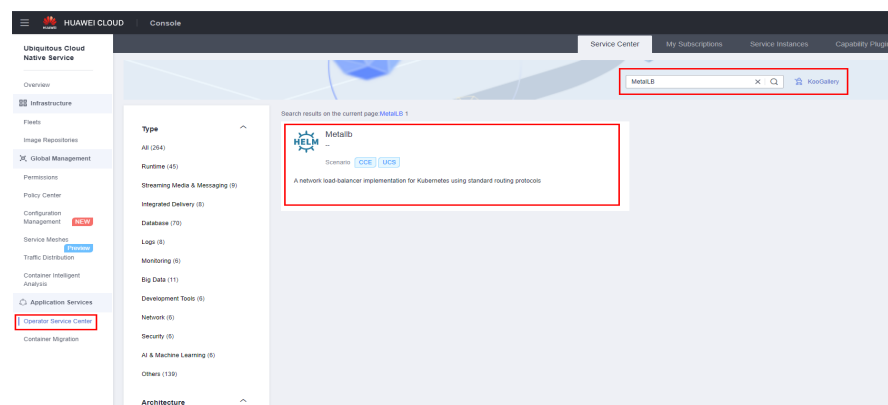 HUAWEI CLOUD Console
Service Center My Subscriptions Service Instances Capability Plugin
Ubiquitous Cloud
Native Service
Overview
Infrastructure
Fleets
Image Repositories
Global Management
Permissions
Policy Center
Configuration
Management NEW
Service Meshes
Preview
Traffic Distribution
Container Intelligent
Analysis
Application Services
Operator Service Center
Container Migration
MetalLB KooGallery
Type
All (264)
Runtime (45)
Streaming Media & Messaging (9)
Integrated Delivery (8)
Database (70)
Logs (8)
Monitoring (6)
Big Data (11)
Development Tools (6)
Network (6)
Security (6)
AI & Machine Learning (6)
Others (139)
Architecture
Search results on the current page:MetalLB 1
HELM
Metallb
--
Scenario CCE UCS
A network load-balancer implementation for Kubernetes using standard routing protocols